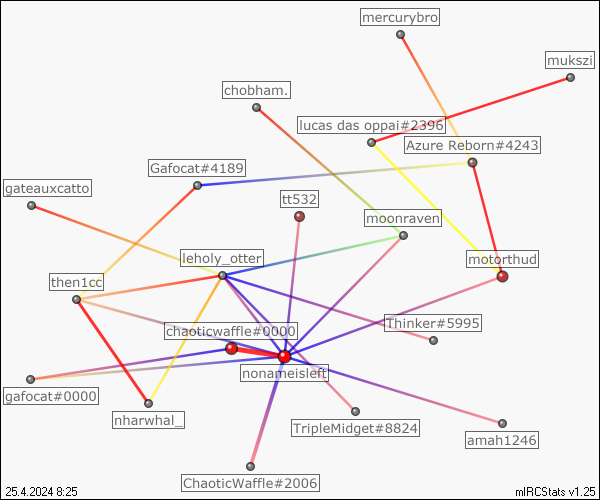 mercurybro
mukszi
chobham.
lucas das oppai#2396
Azure Reborn#4243
Gafocat#4189
gateauxcatto
tt532
moonraven
leholy_otter
motorthud
then1cc
Thinker#5995
chaoticwaffle#0000
nonameisleft
gafocat#0000
nharwhal_
TripleMidget#8824
amah1246
ChaoticWaffle#2006
25.4.2024 8:25
mIRCStats v1.25